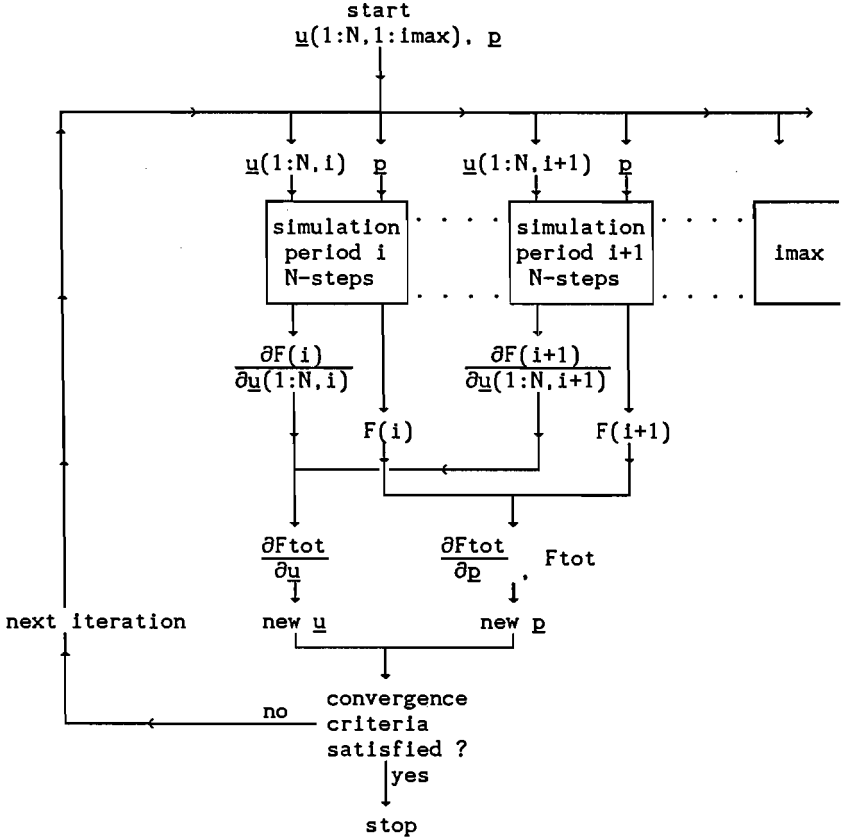 start
u(1:N,1:imax), p
u(1:N,i) p u(1:N,i+1) p
simulation
period i
N-steps
simulation
period i+1
N-steps
imax
∂F(i)
∂u(1:N,i)
∂F(i+1)
∂u(1:N,i+1)
F(i) F(i+1)
∂Ftot
∂u
∂Ftot
∂p
, Ftot
next iteration new u new p
no
convergence
criteria
satisfied ?
yes
stop